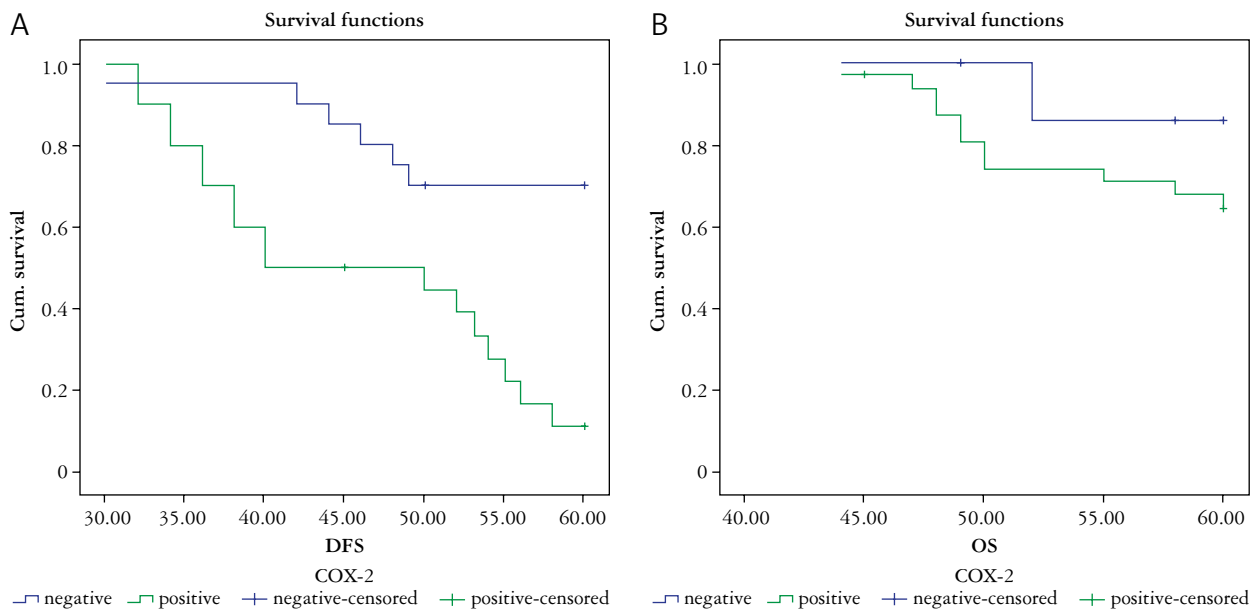 A
Survival functions
Cum. survival
1.0
0.8
0.6
0.4
0.2
0
30.00 35.00 40.00 45.00 50.00 55.00 60.00
DFS
COX-2
negative positive negative-censored positive-censored
B
Survival functions
Cum. survival
1.0
0.8
0.6
0.4
0.2
0
40.00 45.00 50.00 55.00 60.00
OS
COX-2
negative positive negative-censored positive-censored